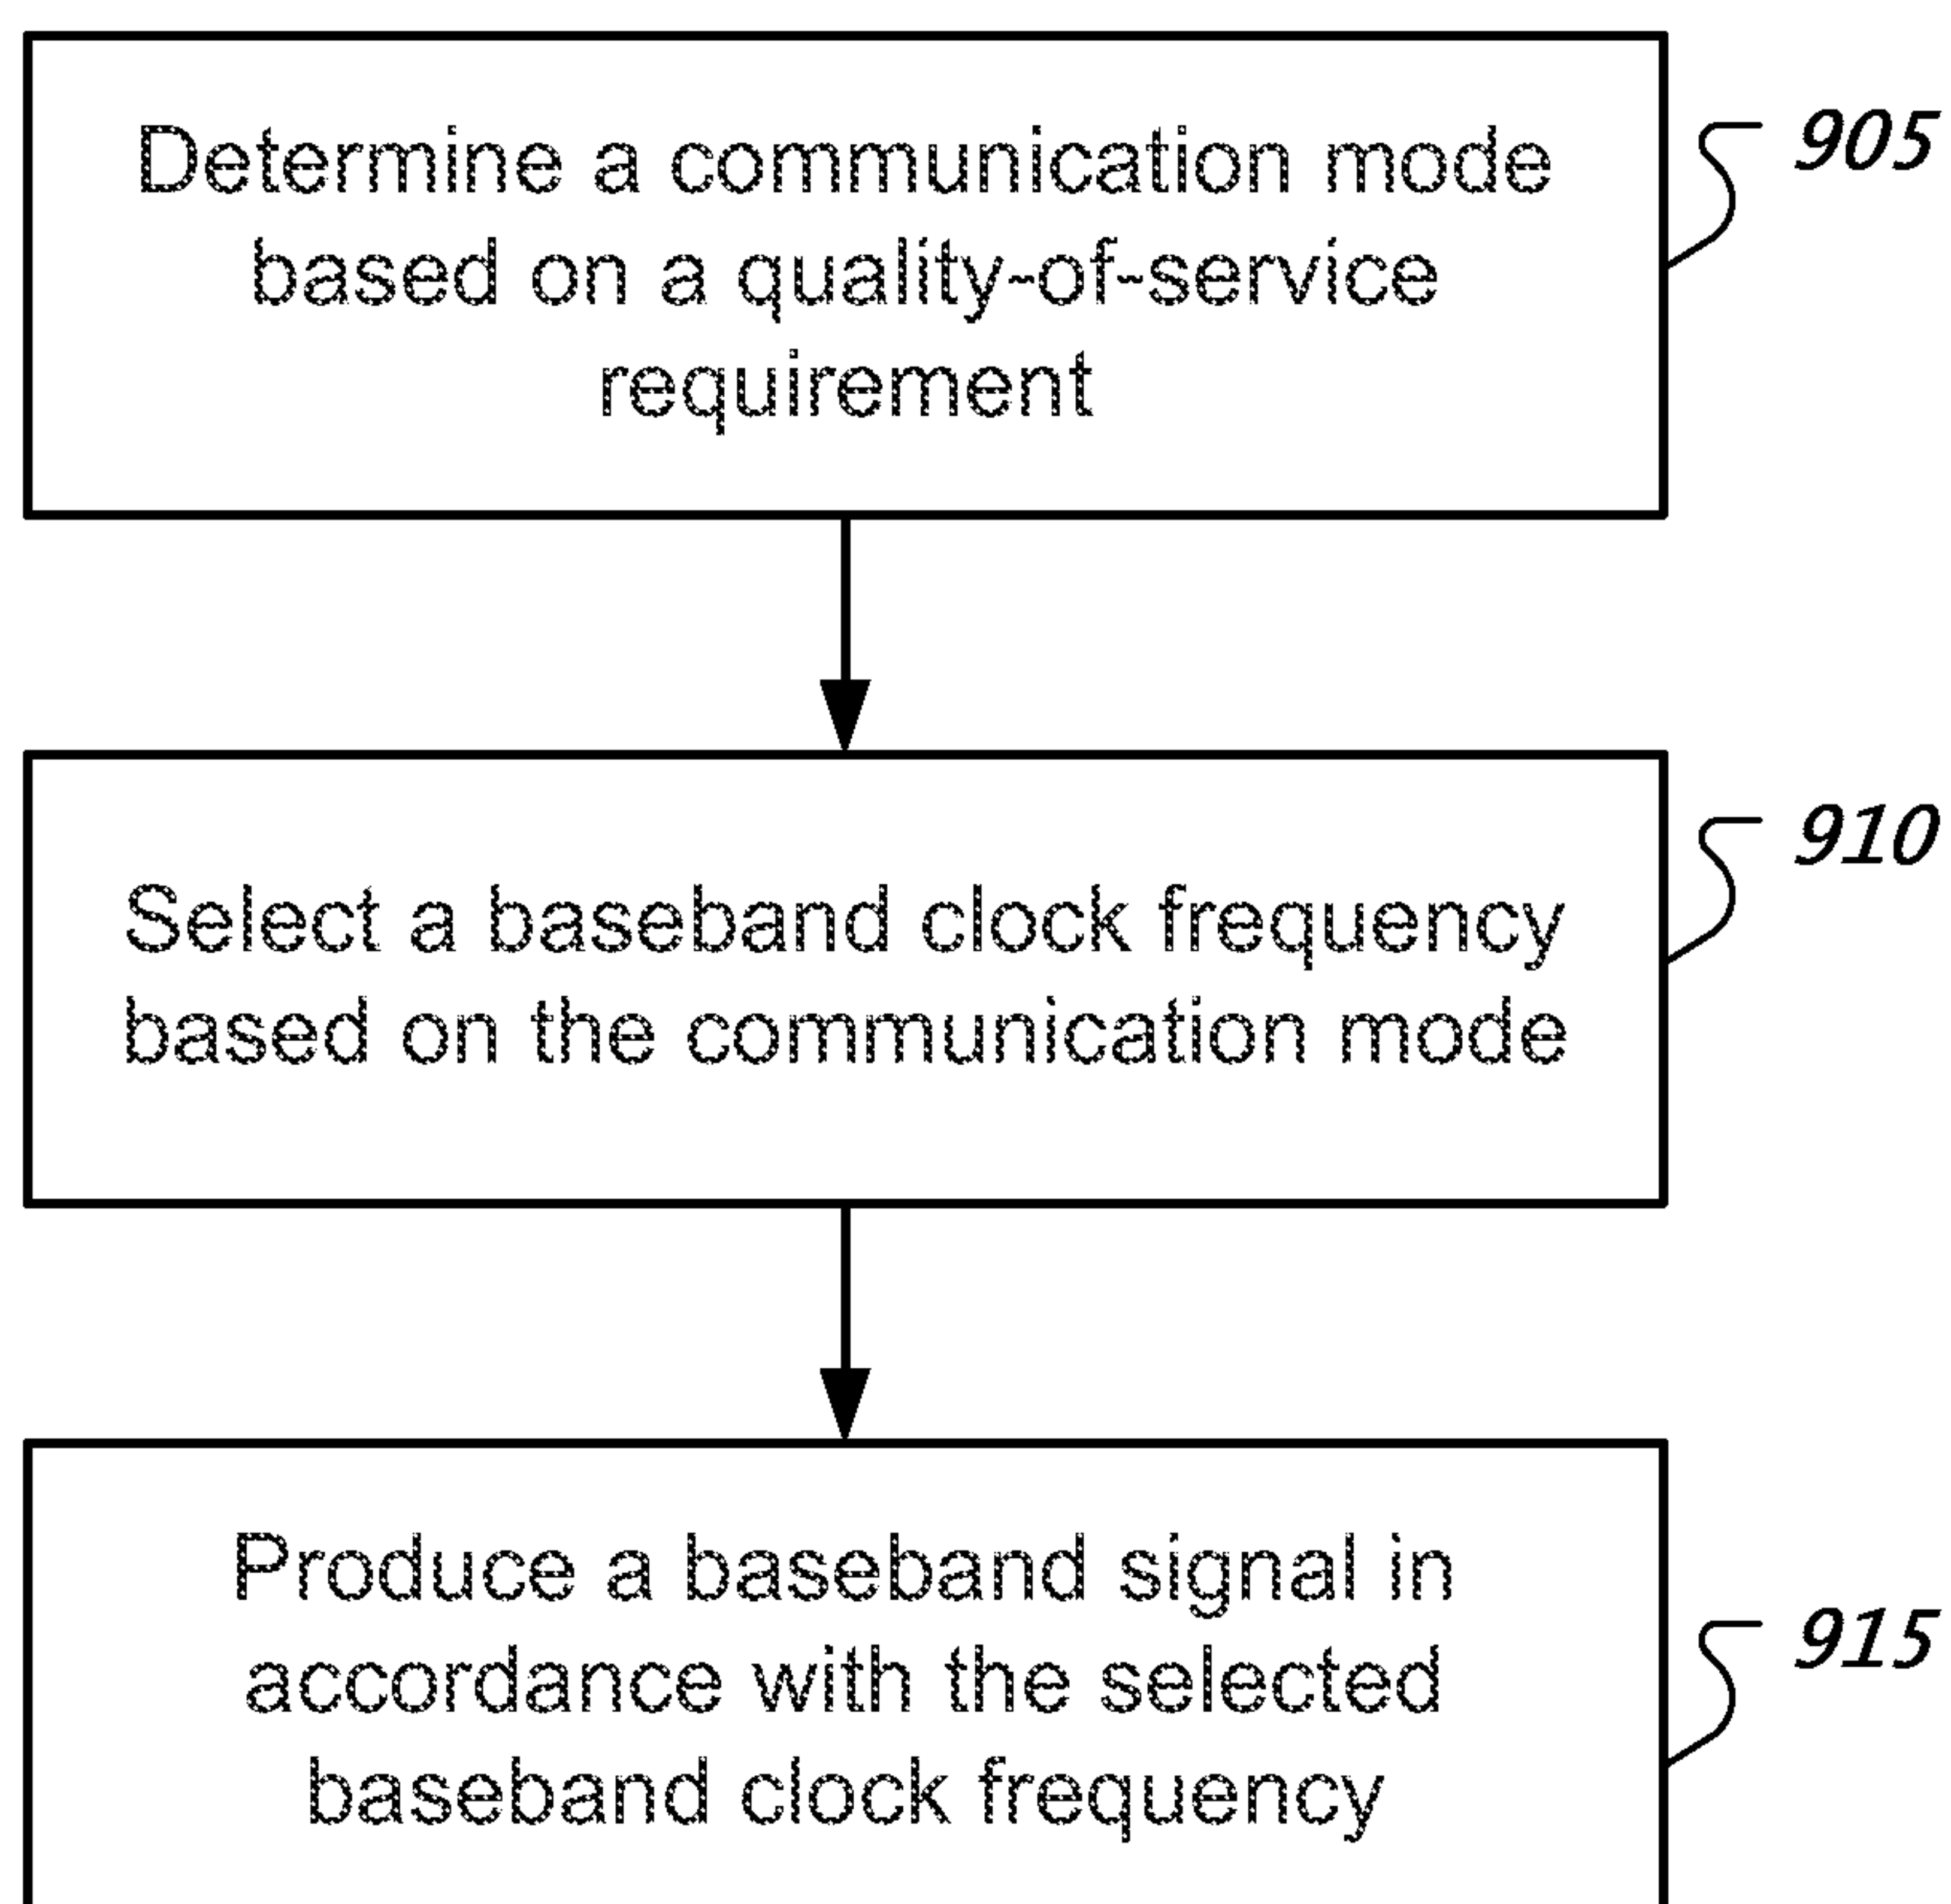 Determine a communication mode
based on a quality-of-service
requirement
905
Select a baseband clock frequency
based on the communication mode
910
Produce a baseband signal in
accordance with the selected
baseband clock frequency
915